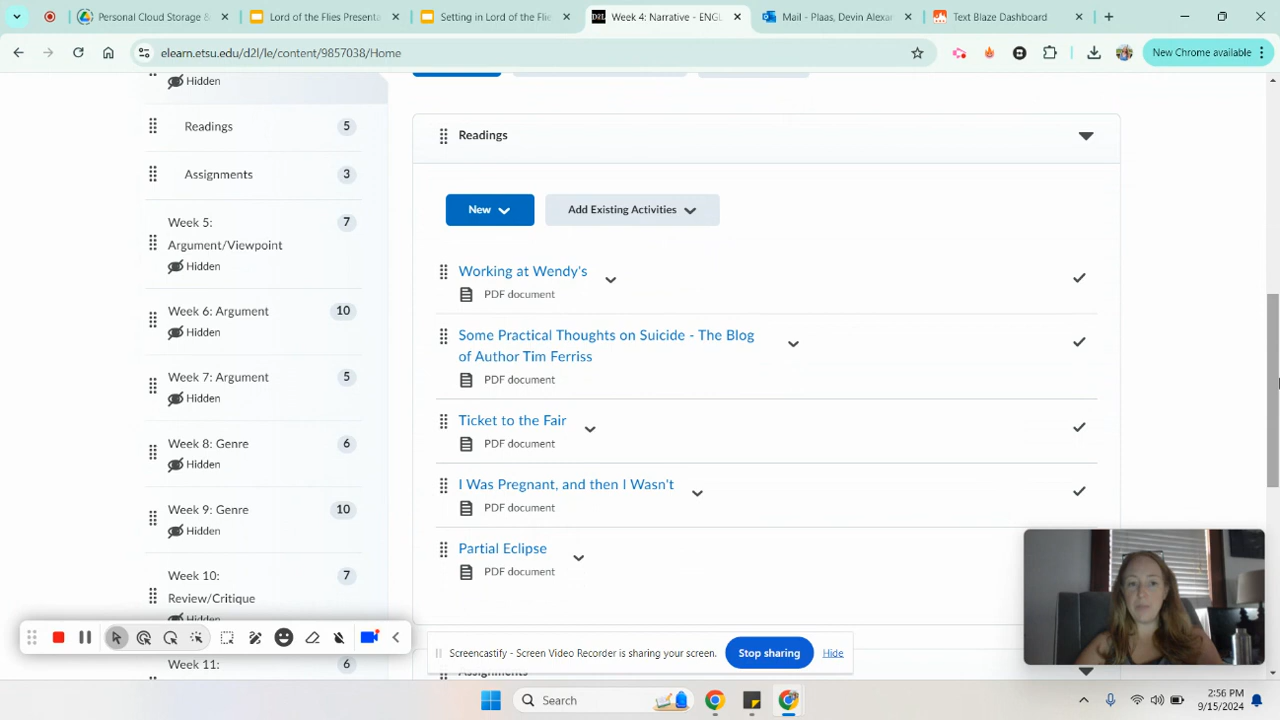 Personal Cloud Storage &
Lord of the Flies Presenta
Setting in Lord of the Flie
Week 4: Narrative - ENGL
Mail - Plaas, Devin Alexan
Text Blaze Dashboard
elearn.etsu.edu/d2l/le/content/9857038/Home
New Chrome available
Hidden
Readings 5
Assignments 3
Week 5: 7
Argument/Viewpoint
Hidden
Week 6: Argument 10
Hidden
Week 7: Argument 5
Hidden
Week 8: Genre 6
Hidden
Week 9: Genre 10
Hidden
Week 10: 7
Review/Critique
Hidden
Week 11: 6
Readings
New
Add Existing Activities
Working at Wendy's
PDF document
Some Practical Thoughts on Suicide - The Blog
of Author Tim Ferriss
PDF document
Ticket to the Fair
PDF document
I Was Pregnant, and then I Wasn't
PDF document
Partial Eclipse
PDF document
Screencastify - Screen Video Recorder is sharing your screen.
Stop sharing
Hide
Assignments
Search
2:56 PM
9/15/2024